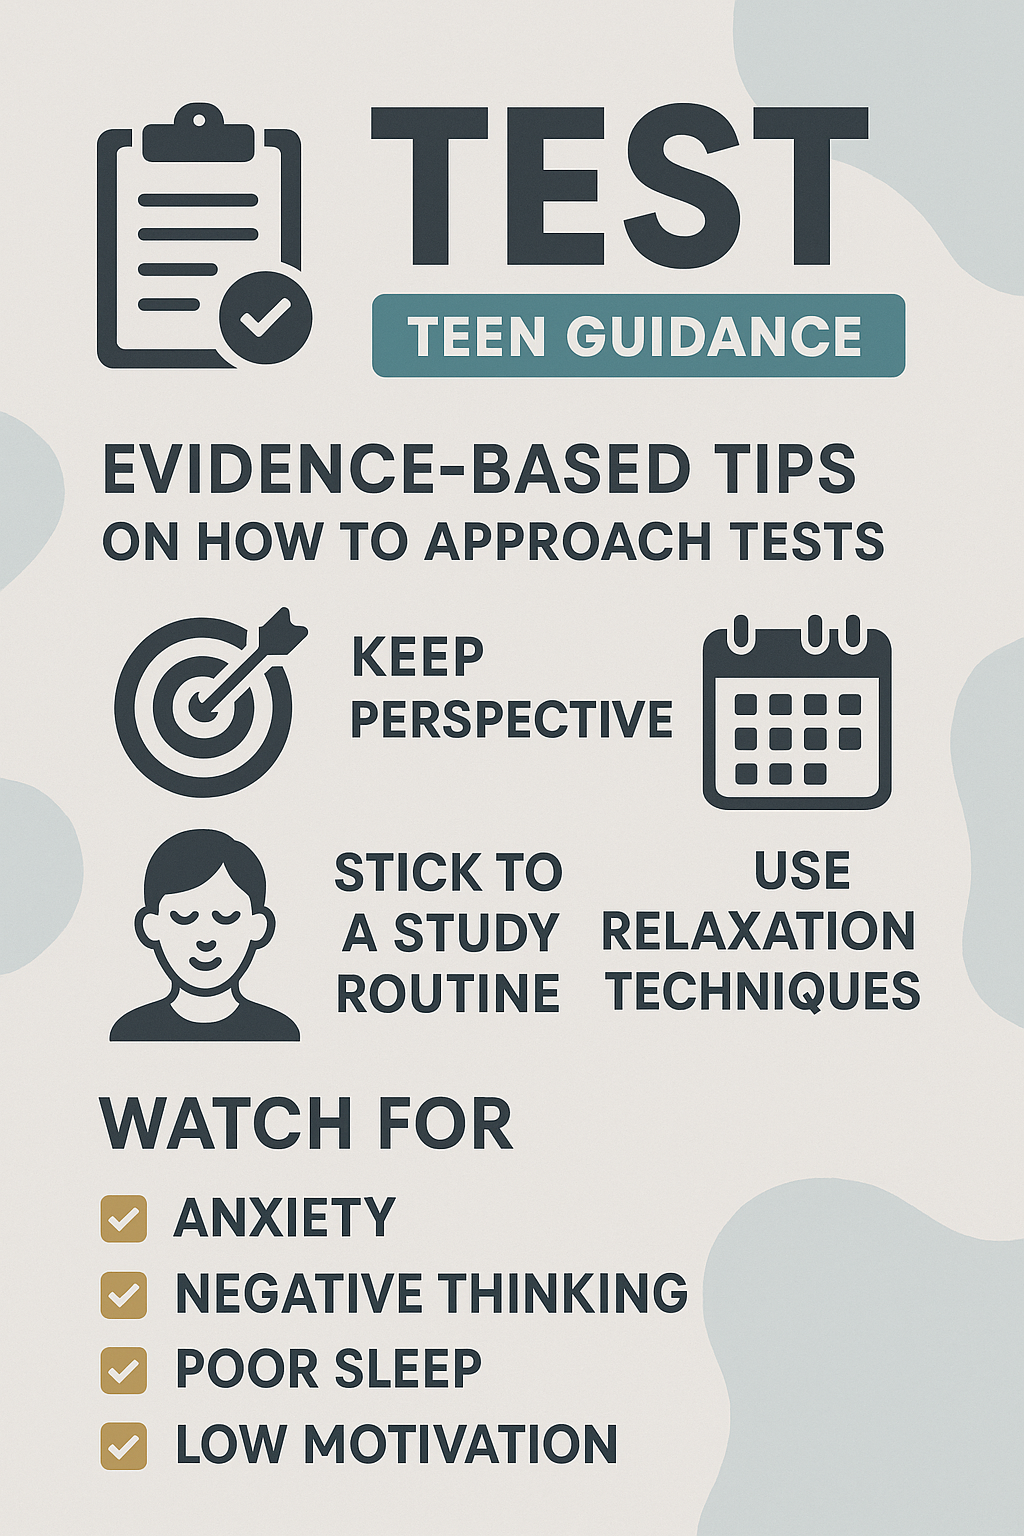 TEST
TEEN GUIDANCE
EVIDENCE-BASED TIPS
ON HOW TO APPROACH TESTS
KEEP
PERSPECTIVE
STICK TO
A STUDY
ROUTINE
USE
RELAXATION
TECHNIQUES
WATCH FOR
ANXIETY
NEGATIVE THINKING
POOR SLEEP
LOW MOTIVATION